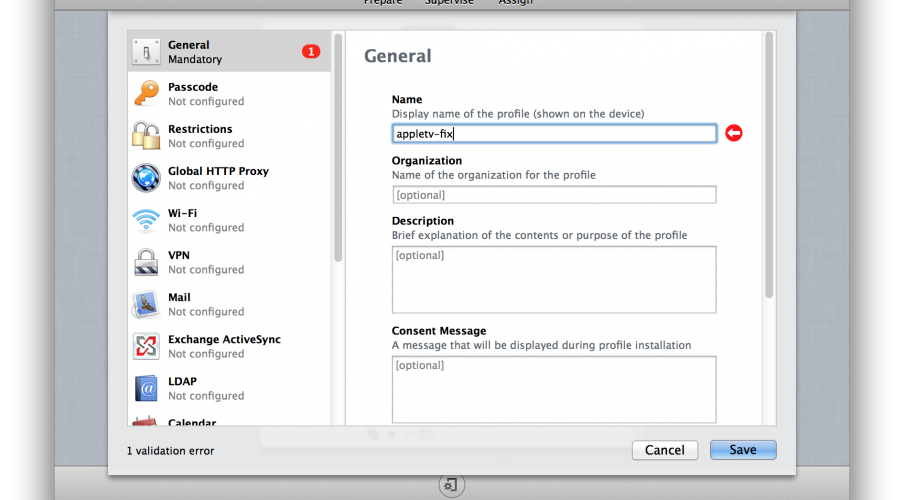 Prepare Supervise Assign
General
Mandatory
1
Passcode
Not configured
Restrictions
Not configured
Global HTTP Proxy
Not configured
Wi-Fi
Not configured
VPN
Not configured
Mail
Not configured
Exchange ActiveSync
Not configured
LDAP
Not configured
Calendar
General
Name
Display name of the profile (shown on the device)
appletv-fix
Organization
Name of the organization for the profile
[optional]
Description
Brief explanation of the contents or purpose of the profile
[optional]
Consent Message
A message that will be displayed during profile installation
[optional]
1 validation error
Cancel
Save